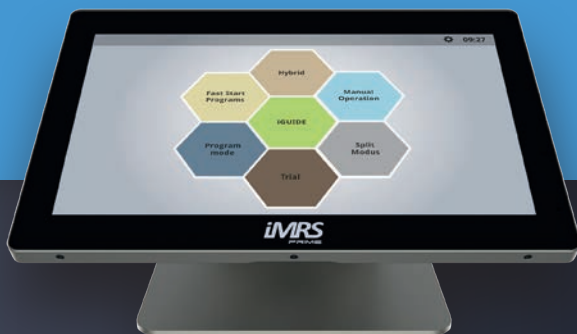 09:27
Hybrid
Fast Start
Programs
Manual
Operation
iGUIDE
Program
mode
Split
Modus
Trial
iMRS
PRIME